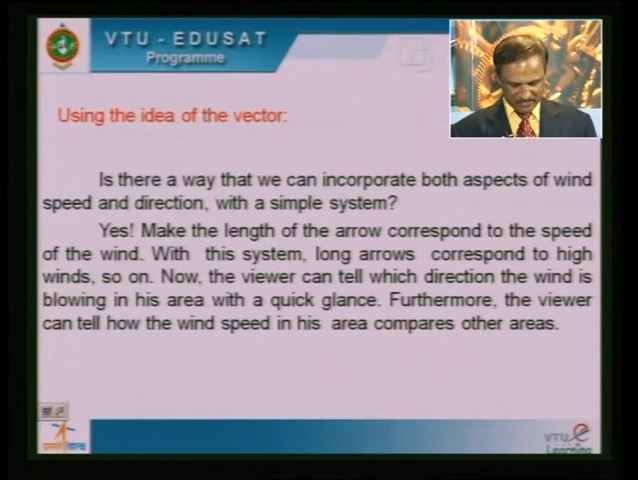 VTU - EDUSAT
Programme
Using the idea of the vector:
Is there a way that we can incorporate both aspects of wind
speed and direction, with a simple system?
Yes! Make the length of the arrow correspond to the speed
of the wind. With this system, long arrows correspond to high
winds, so on. Now, the viewer can tell which direction the wind is
blowing in his area with a quick glance. Furthermore, the viewer
can tell how the wind speed in his area compares other areas.
VTU e
Learning